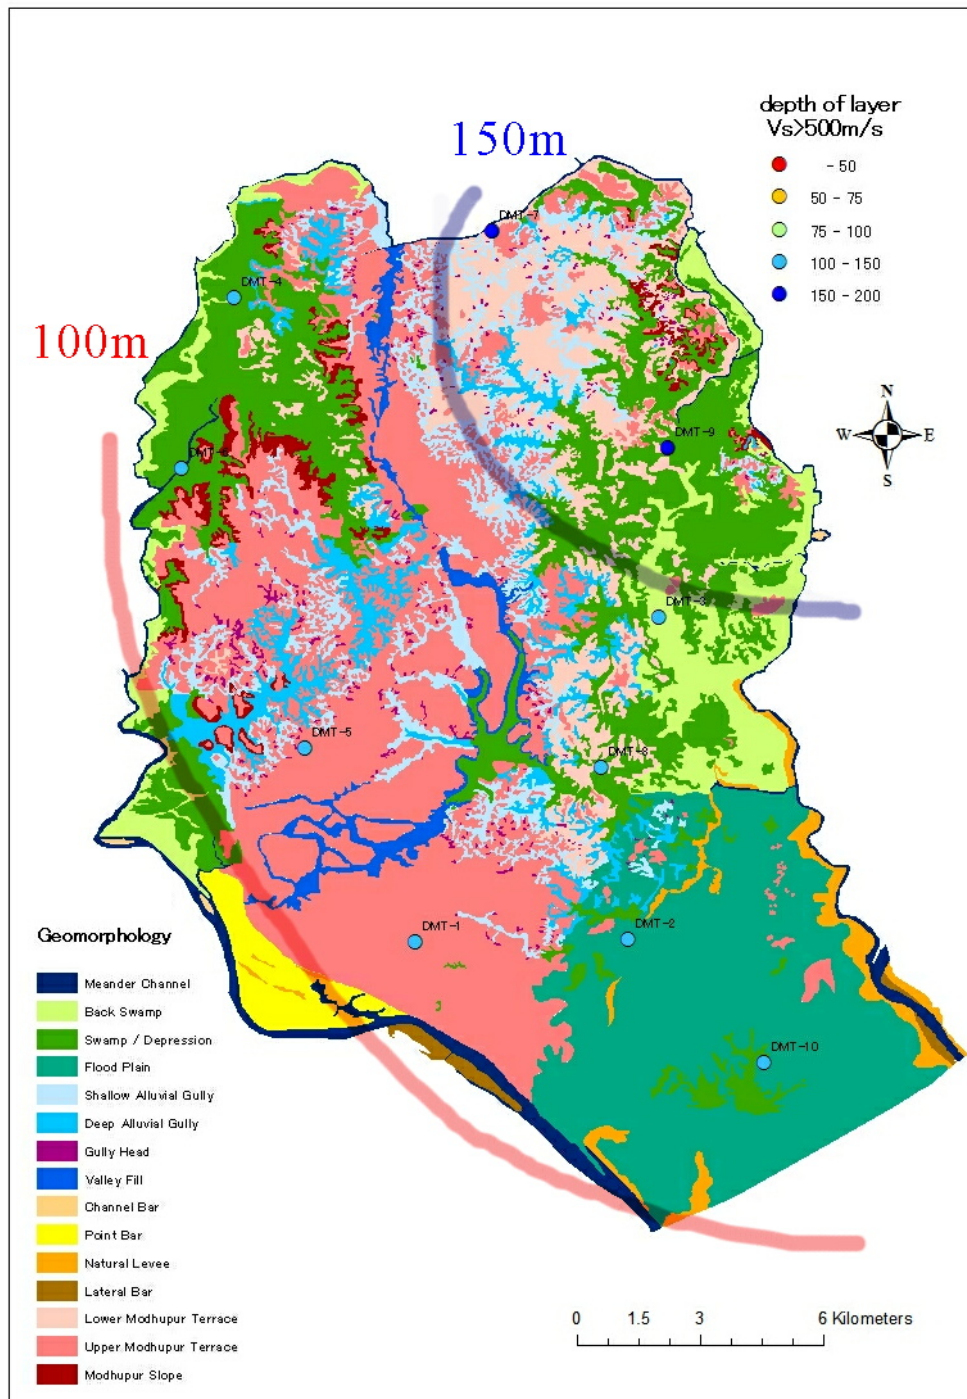 150m
depth of layer
Vs>500m/s
- 50
50 - 75
75 - 100
100 - 150
150 - 200
DMT-7
DMT-4
100m
N
W E
S
DMT-9
DMT-3
DMT-5
DMT-8
DMT-1
DMT-2
DMT-10
Geomorphology
Meander Channel
Back Swamp
Swamp / Depression
Flood Plain
Shallow Alluvial Gully
Deep Alluvial Gully
Gully Head
Valley Fill
Channel Bar
Point Bar
Natural Levee
Lateral Bar
Lower Modhupur Terrace
Upper Modhupur Terrace
Modhupur Slope
0 1.5 3 6 Kilometers